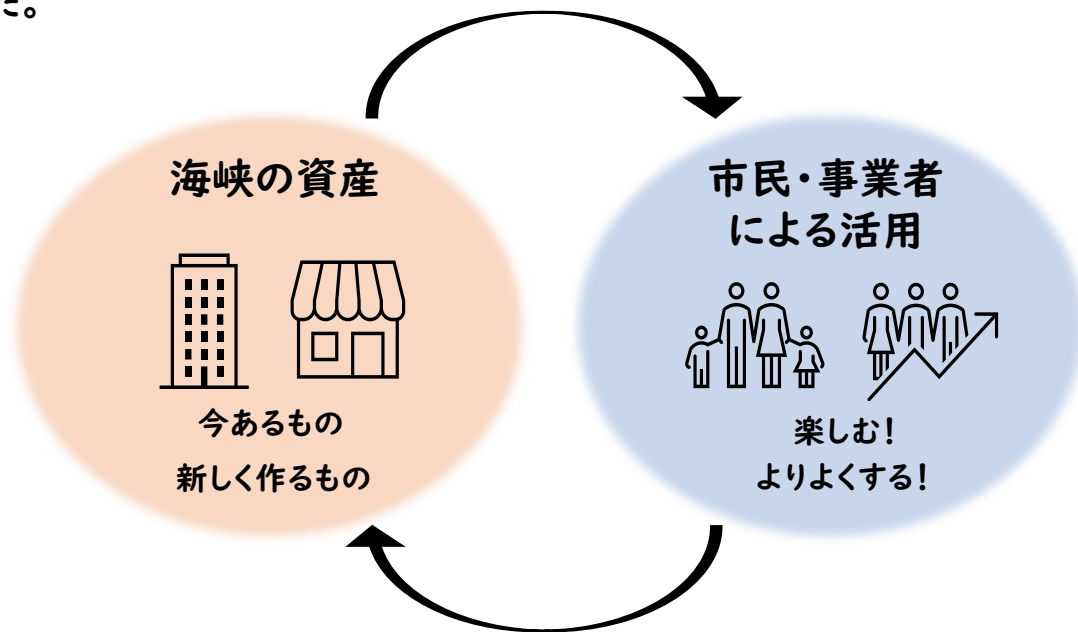 た。
海峡の資産
今あるもの
新しく作るもの
市民・事業者
による活用
楽しむ!
よりよくする!